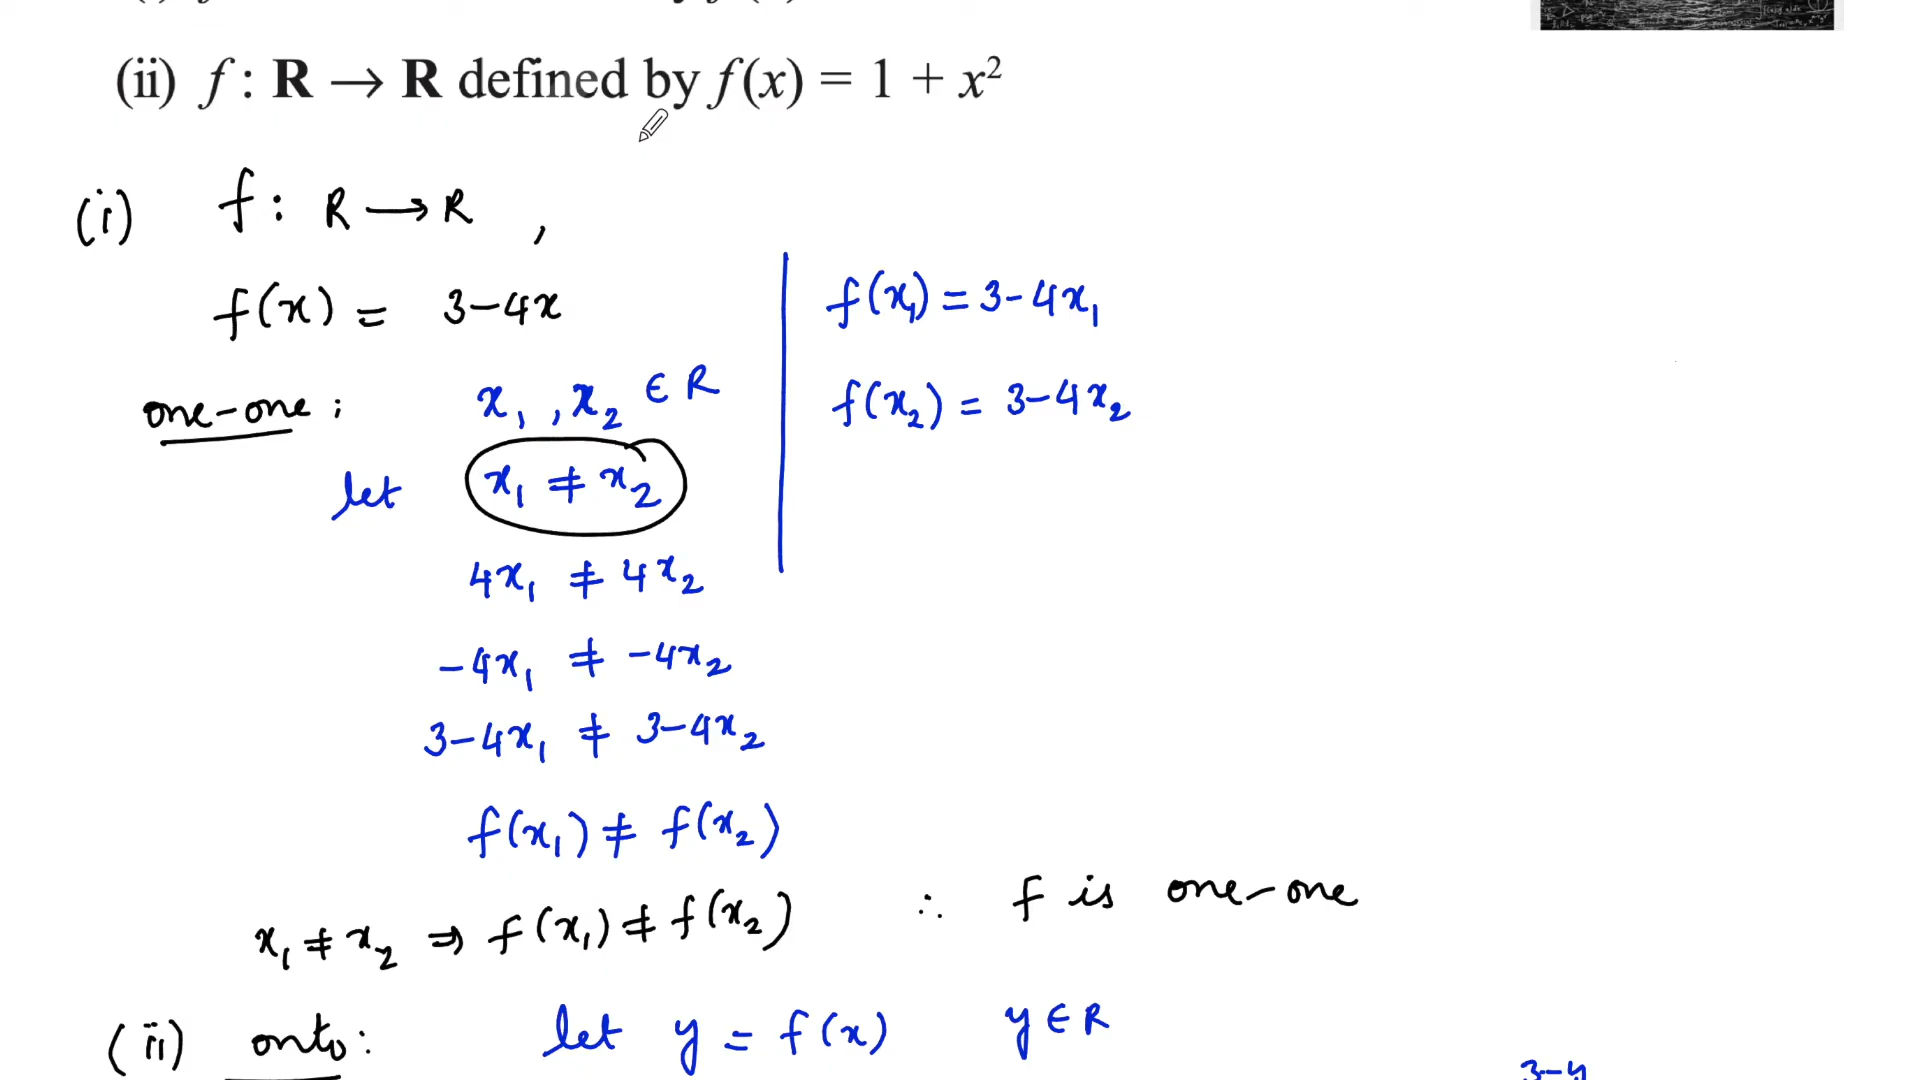 (ii) f : R → R defined by f(x) = 1 + x²
(i) f : R → R ,
f(x) = 3-4x
f(x₁) = 3-4x₁
one-one : x₁ , x₂ ∈ R
f(x₂) = 3-4x₂
let x₁ ≠ x₂
4x₁ ≠ 4x₂
-4x₁ ≠ -4x₂
3-4x₁ ≠ 3-4x₂
f(x₁) ≠ f(x₂)
x₁ ≠ x₂ ⇒ f(x₁) ≠ f(x₂) ∴ f is one-one
(ii) onto : let y = f(x) y ∈ R